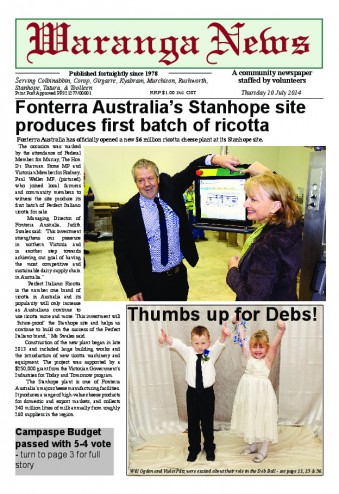 Waranga News
Published fortnightly since 1978
Serving Colbinabbin, Corop, Girgarre, Kyabram, Murchison, Rushworth,
Stanhope, Tatura, & Toolleen
Print Post Approved PP32
RRP $1.00 Inc GST
A community newspaper
staffed by volunteers
Thursday 10 July 2014
Fonterra Australia's Stanhope site
produces first batch of ricotta
Fonterra Australia has officially opened a new $6 million ricotta cheese plant at its Stanhope site.
The occasion was marked
by the attendance of Federal
Member for Murray, The Hon.
Dr Sharman Stone MP and
Victorian Member for Rodney,
Paul Weller MP, (pictured)
who joined local farmers
and community members to
witness the site produce its
first batch of Perfect Italiano
ricotta for sale.
Managing Director of
Fonterra Australia, Judith
Swales said: "This investment
strengthens our presence
in northern Victoria and
is another step towards
achieving our goal of having
the most competitive and
sustainable dairy supply chain
in Australia."
"Perfect Italiano Ricotta
is the number one brand of
ricotta in Australia and its
popularity will only increase
as Australians continue to
use ricotta more and more. This investment will
'future-proof' the Stanhope site and helps us
continue to build on the success of the Perfect
Italiano brand," Ms Swales said.
Construction of the new plant began in late
2013 and included large building works and
the introduction of new ricotta machinery and
equipment. The project was supported by a
$250,000 grant from the Victorian Government's
Industries for Today and Tomorrow program.
The Stanhope plant is one of Fonterra
Australia's major cheese manufacturing facilities.
It produces a range of high-value cheese products
for domestic and export markets, and collects
340 million litres of milk annually from roughly
160 suppliers in the region.
Thumbs up for Debs!
Campaspe Budget
passed with 5-4 vote
- turn to page 3 for full
story
Will Ogden and Violet Pitts were excited about their role in the Deb Ball - see pages 13, 15 & 16.